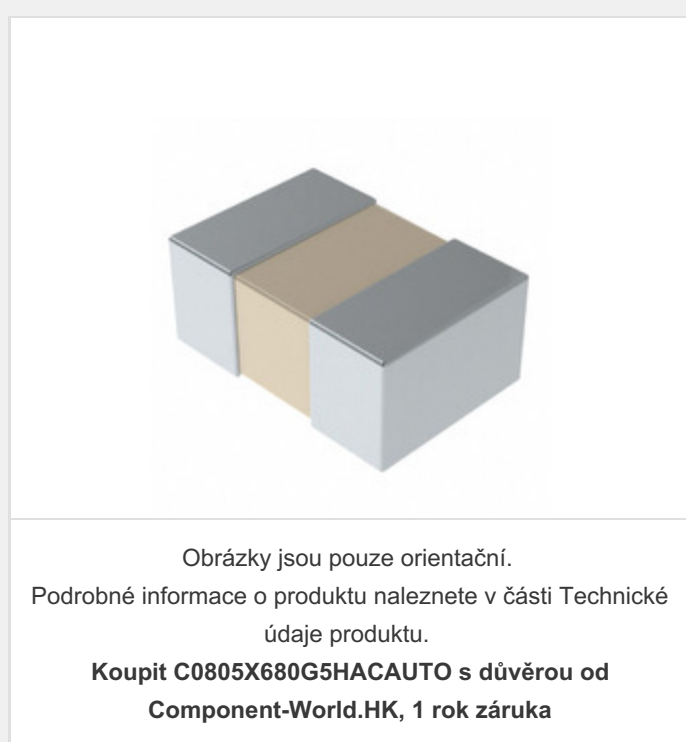 Obrázky jsou pouze orientační.
Podrobné informace o produktu naleznete v části Technické
údaje produktu.
Koupit C0805X680G5HACAUTO s důvěrou od
Component-World.HK, 1 rok záruka